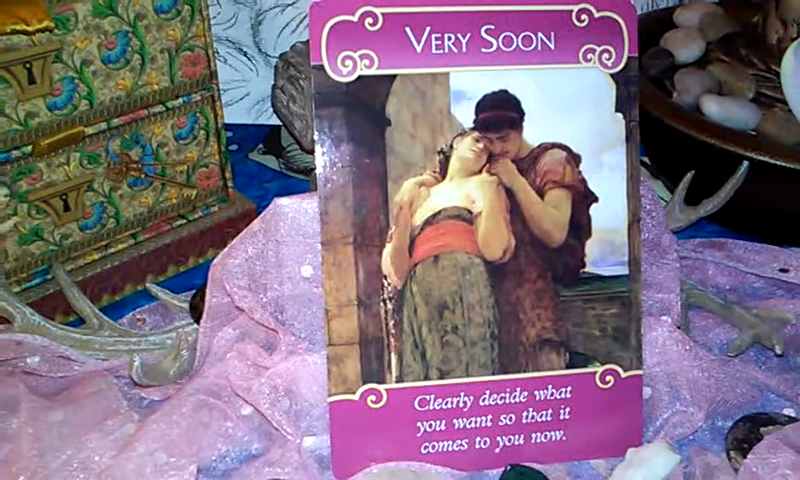 Very Soon
Clearly decide what
you want so that it
comes to you now.